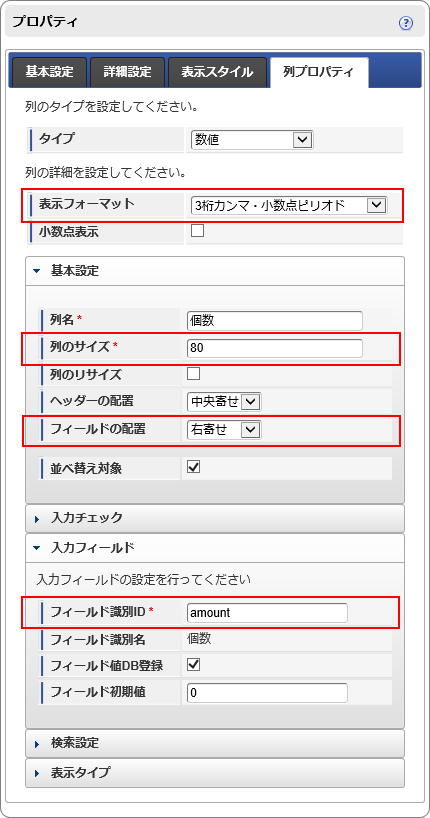 プロパティ
基本設定 詳細設定 表示スタイル 列プロパティ
列のタイプを設定してください。
タイプ 数値
列の詳細を設定してください。
表示フォーマット 3桁カンマ・小数点ピリオド
小数点表示
基本設定
列名 * 個数
列のサイズ * 80
列のリサイズ
ヘッダーの配置 中央寄せ
フィールドの配置 右寄せ
並べ替え対象
入力チェック
入力フィールド
入力フィールドの設定を行ってください
フィールド識別ID * amount
フィールド識別名 個数
フィールド値DB登録
フィールド初期値 0
検索設定
表示タイプ